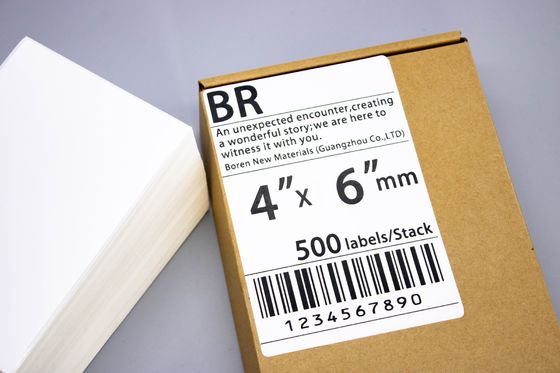 BR
An unexpected encounter,creating
a wonderful story;we are here to
witness it with you.
Boren New Materials (Guangzhou Co.,LTD)
4”x 6”mm
500 labels/Stack
1234567890